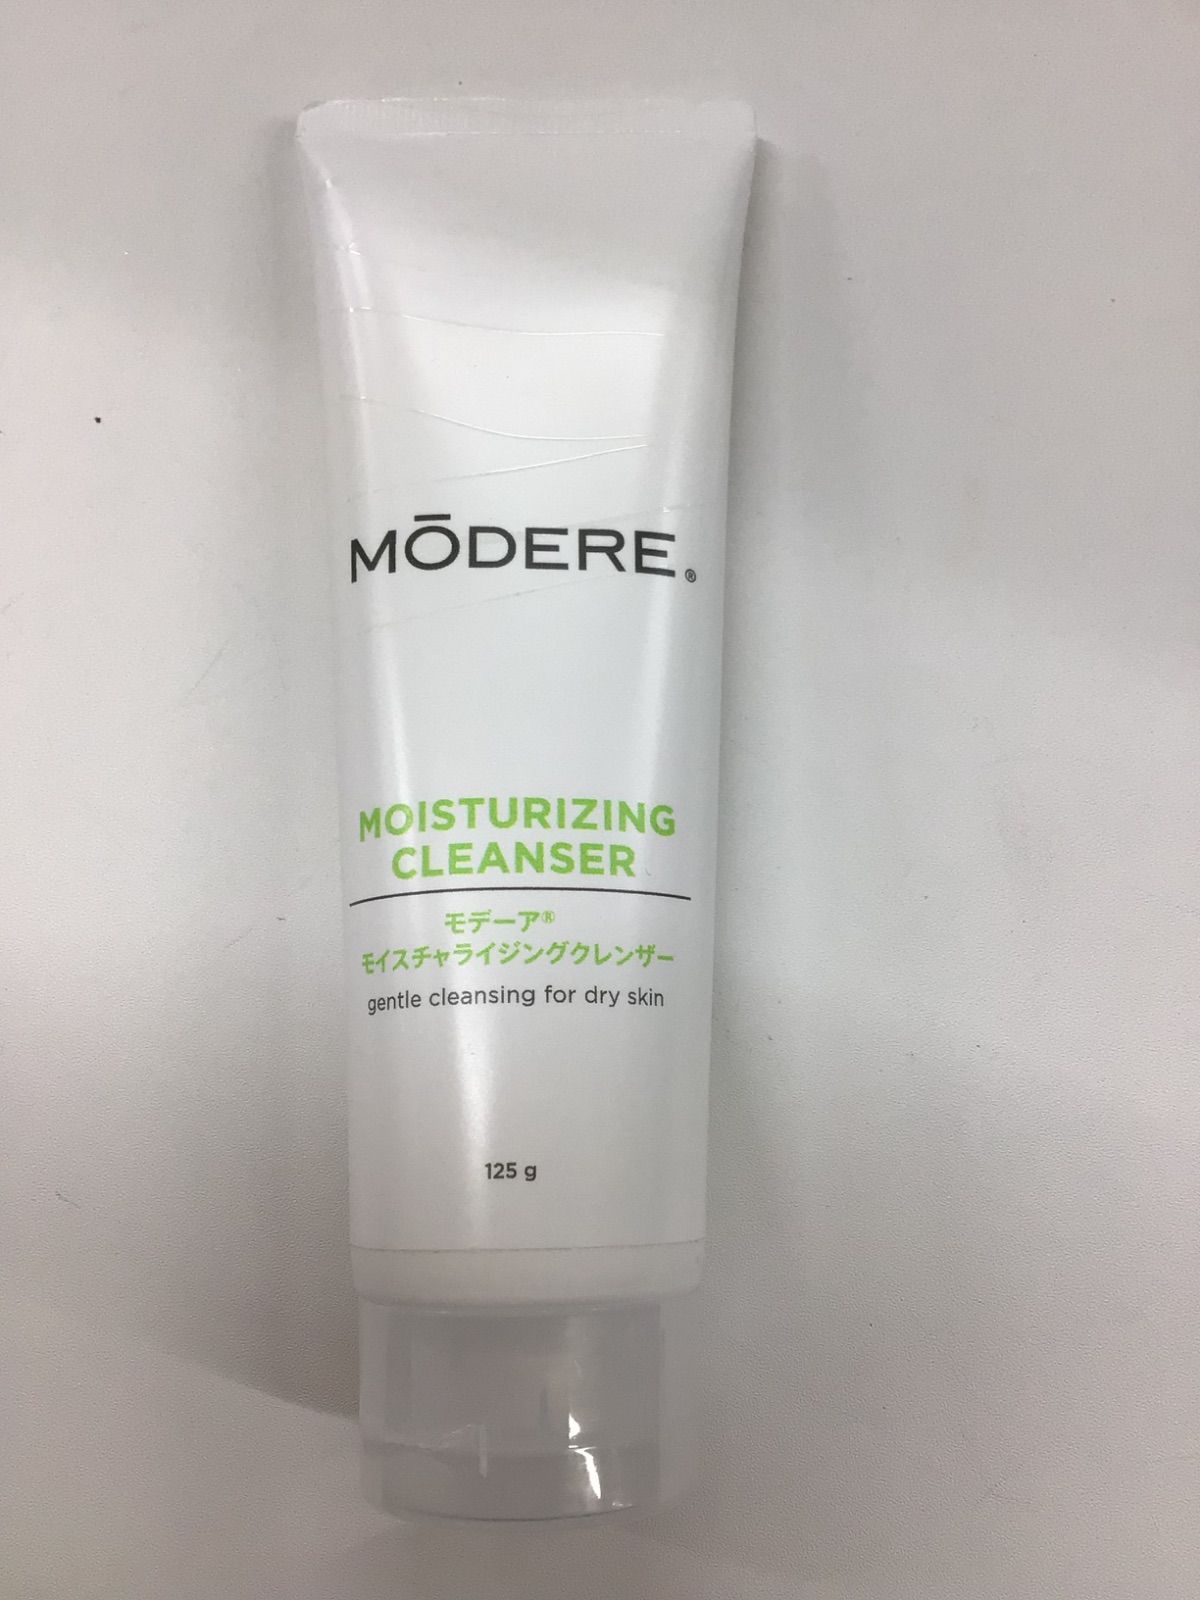 MŌDERE®
MOISTURIZING
CLEANSER
モデーア®
モイスチャライジングクレンザー
gentle cleansing for dry skin
125 g